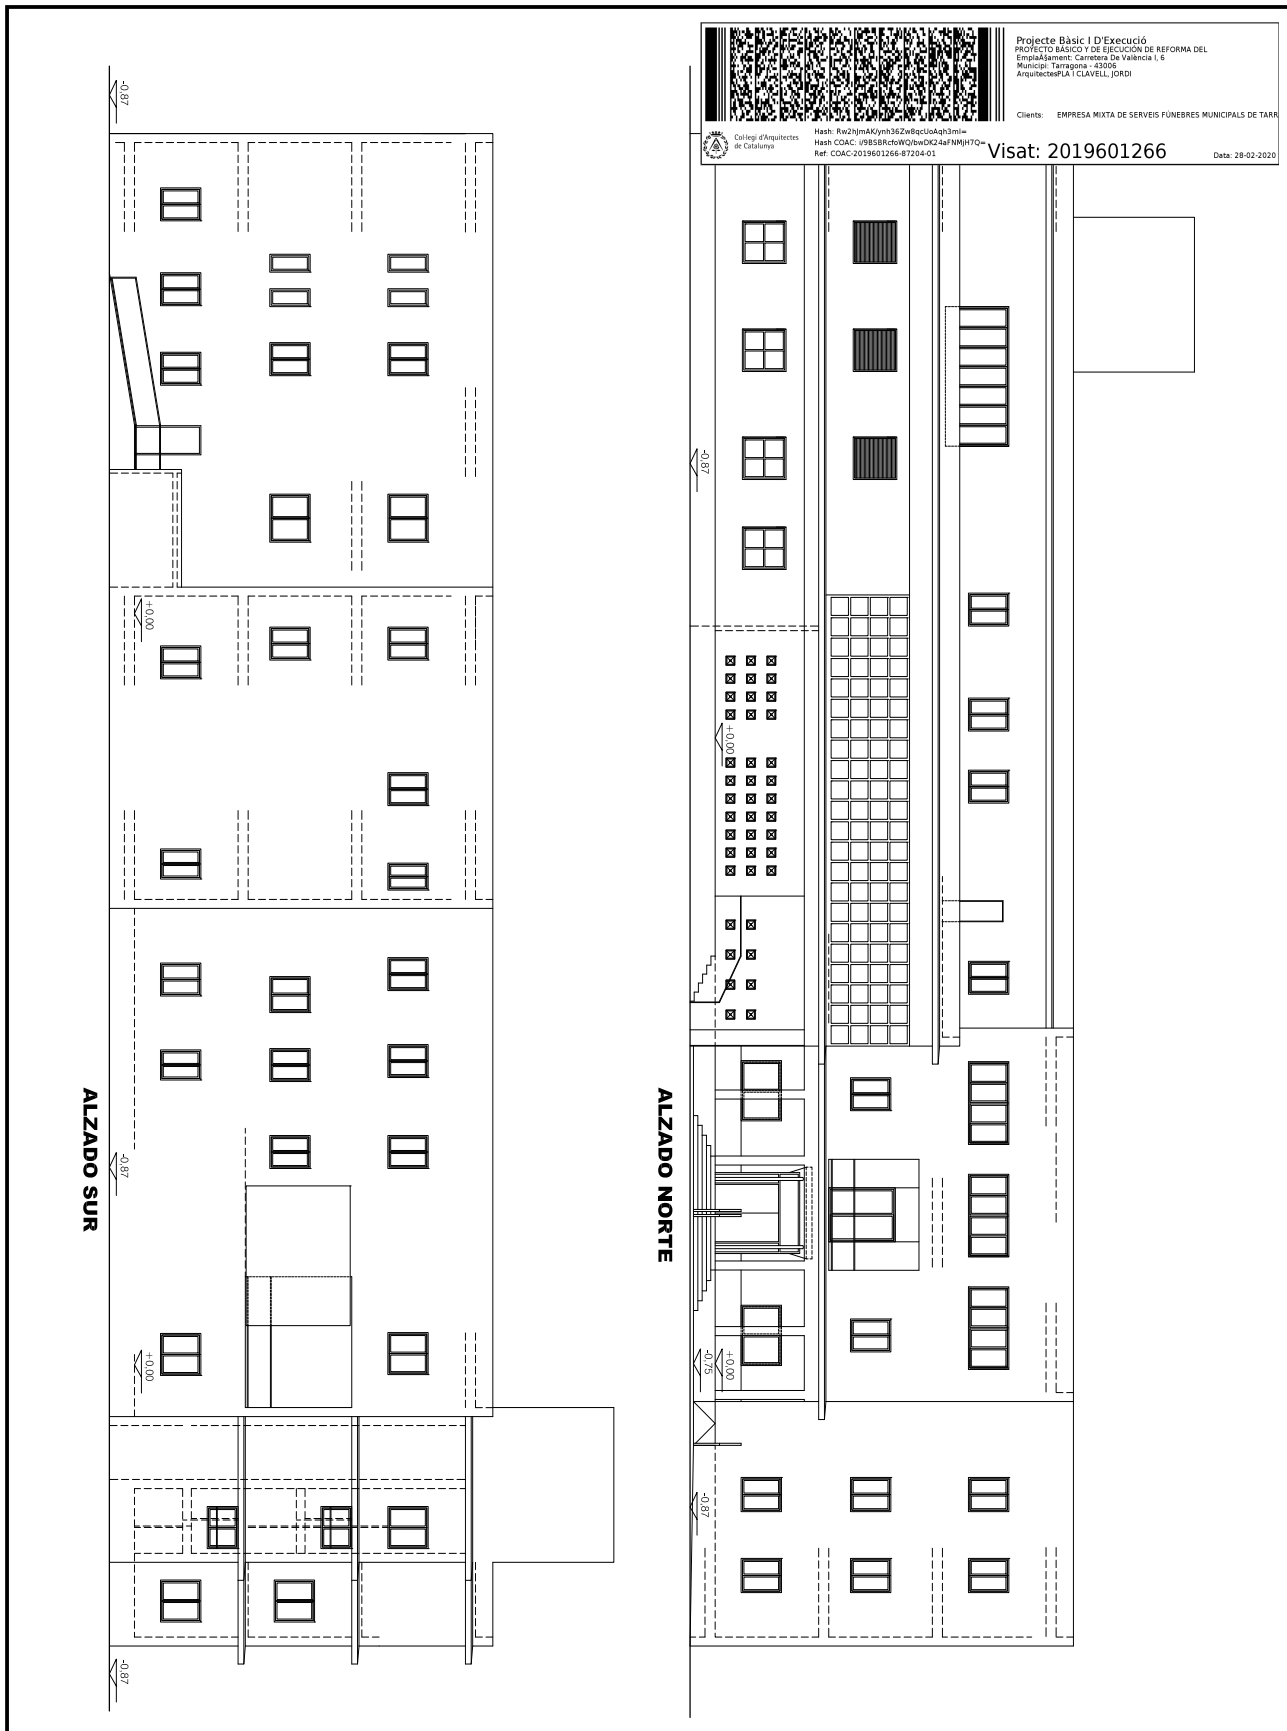 Projecte Bàsic I D'Execució
PROYECTO BÁSICO Y DE EJECUCIÓN DE REFORMA DEL
EmplaÃ§ament: Carretera De València I, 6
Municipi: Tarragona - 43006
ArquitectesPLA I CLAVELL, JORDI
Clients: EMPRESA MIXTA DE SERVEIS FÚNEBRES MUNICIPALS DE TARR
Col·legi d'Arquitectes
de Catalunya
Hash: Rw2hJmAK/ynh36Zw8qcUoAqh3mI=
Hash COAC: i/9BSBRcfoWQ/bwDK24aFNMjH7Q=
Ref: COAC-2019601266-87204-01
Visat: 2019601266
Data: 28-02-2020
-0,87
+0,00
-0,87
+0,00
-0,87
ALZADO SUR
-0,87
+0,00
-0,75
+0,00
-0,87
ALZADO NORTE